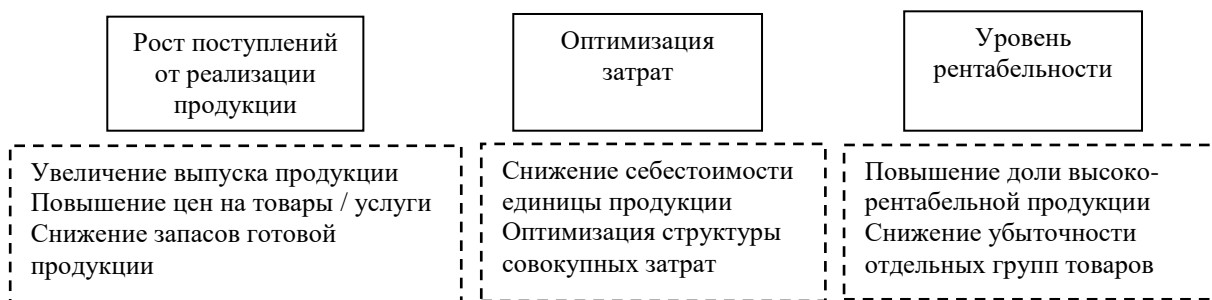 Рост поступлений
от реализации
продукции
Оптимизация
затрат
Уровень
рентабельности
Увеличение выпуска продукции
Повышение цен на товары / услуги
Снижение запасов готовой
продукции
Снижение себестоимости
единицы продукции
Оптимизация структуры
совокупных затрат
Повышение доли высоко-
рентабельной продукции
Снижение убыточности
отдельных групп товаров